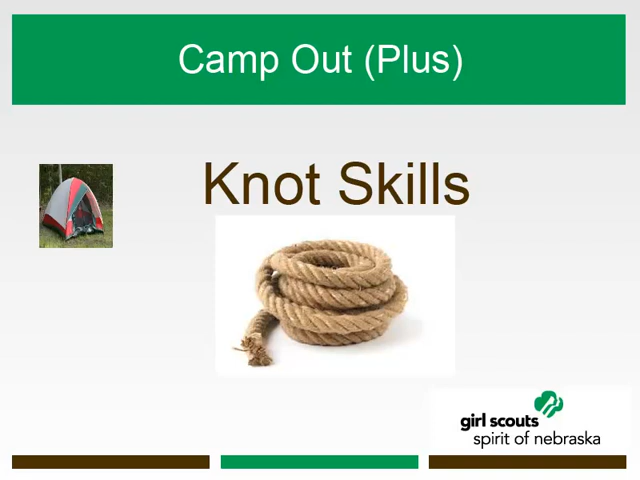 Camp Out (Plus)
Knot Skills
girl scouts
spirit of nebraska